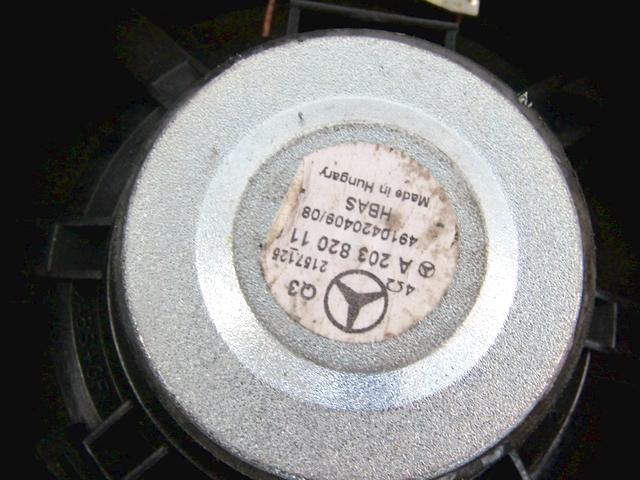 Q3
4Ω
2157125
A 203 820 11
4910420409/08
HBAS
Made in Hungary